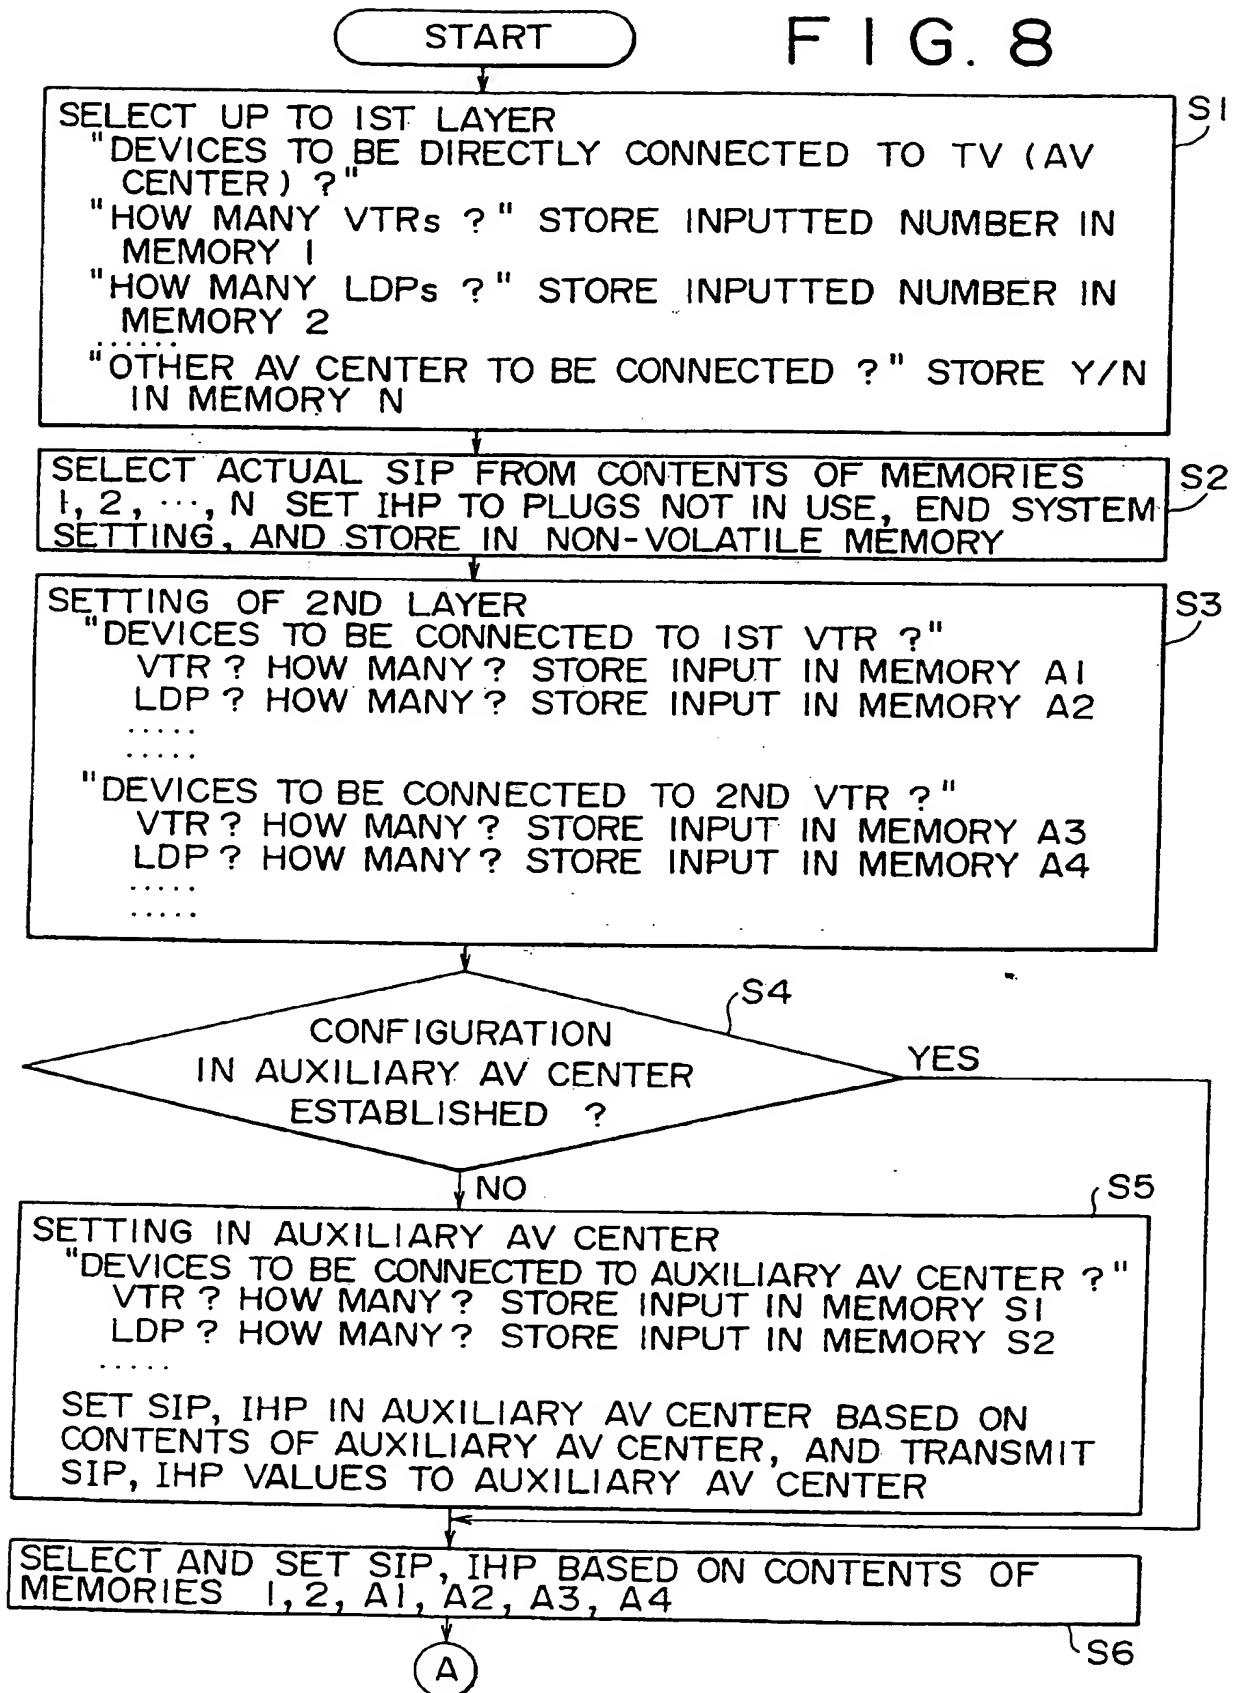 START
FIG. 8
SELECT UP TO 1ST LAYER
"DEVICES TO BE DIRECTLY CONNECTED TO TV (AV
CENTER) ?"
"HOW MANY VTRs ?" STORE INPUTTED NUMBER IN
MEMORY 1
"HOW MANY LDPs ?" STORE INPUTTED NUMBER IN
MEMORY 2
......
"OTHER AV CENTER TO BE CONNECTED ?" STORE Y/N
IN MEMORY N
S1
SELECT ACTUAL SIP FROM CONTENTS OF MEMORIES
1, 2, ..., N SET IHP TO PLUGS NOT IN USE, END SYSTEM
SETTING, AND STORE IN NON-VOLATILE MEMORY
S2
SETTING OF 2ND LAYER
"DEVICES TO BE CONNECTED TO 1ST VTR ?"
VTR ? HOW MANY ? STORE INPUT IN MEMORY A1
LDP ? HOW MANY ? STORE INPUT IN MEMORY A2
.....
.....
"DEVICES TO BE CONNECTED TO 2ND VTR ?"
VTR ? HOW MANY ? STORE INPUT IN MEMORY A3
LDP ? HOW MANY ? STORE INPUT IN MEMORY A4
.....
.....
S3
CONFIGURATION
IN AUXILIARY AV CENTER
ESTABLISHED ?
S4
YES
NO
S5
SETTING IN AUXILIARY AV CENTER
"DEVICES TO BE CONNECTED TO AUXILIARY AV CENTER ?"
VTR ? HOW MANY ? STORE INPUT IN MEMORY S1
LDP ? HOW MANY ? STORE INPUT IN MEMORY S2
.....
SET SIP, IHP IN AUXILIARY AV CENTER BASED ON
CONTENTS OF AUXILIARY AV CENTER, AND TRANSMIT
SIP, IHP VALUES TO AUXILIARY AV CENTER
SELECT AND SET SIP, IHP BASED ON CONTENTS OF
MEMORIES 1, 2, A1, A2, A3, A4
S6
A